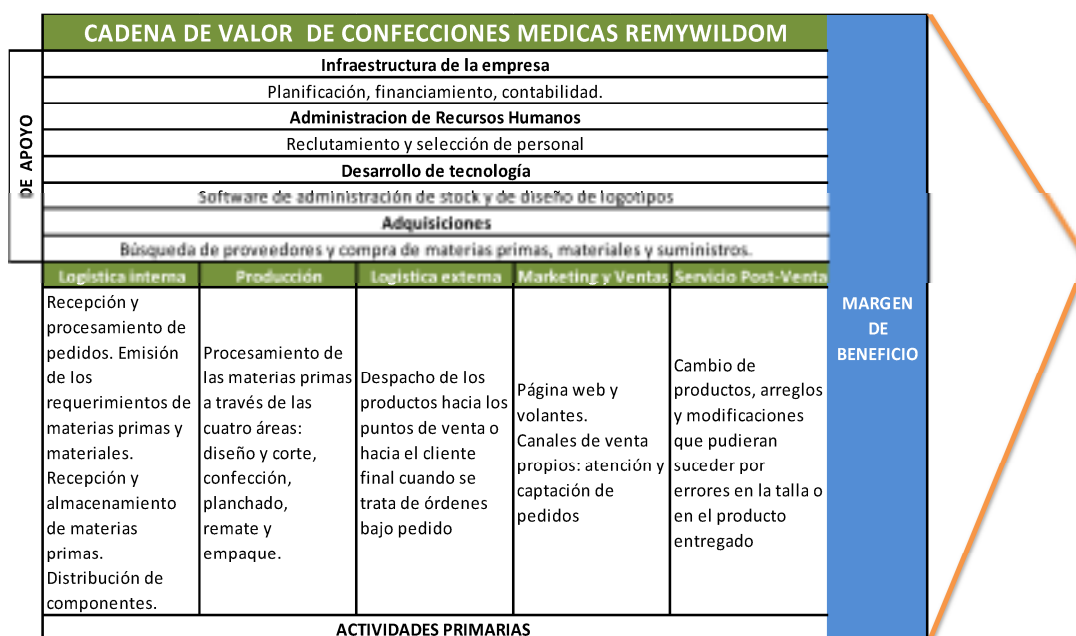 CADENA DE VALOR DE CONFECCIONES MEDICAS REMYWILDOM
DE APOYO
Infraestructura de la empresa
Planificación, financiamiento, contabilidad.
Administracion de Recursos Humanos
Reclutamiento y selección de personal
Desarrollo de tecnología
Software de administración de stock y de diseño de logotipos
Adquisiciones
Búsqueda de proveedores y compra de materias primas, materiales y suministros.
Logística interna
Recepción y
procesamiento de
pedidos. Emisión
de los
requerimientos de
materias primas y
materiales.
Recepción y
almacenamiento
de materias
primas.
Distribución de
componentes.
Producción
Procesamiento de
las materias primas
a través de las
cuatro áreas:
diseño y corte,
confección,
planchado,
remate y
empaque.
Logistica externa
Despacho de los
productos hacia los
puntos de venta o
hacia el cliente
final cuando se
trata de órdenes
bajo pedido
Marketing y Ventas
Página web y
volantes.
Canales de venta
propios: atención y
captación de
pedidos
Servicio Post-Venta
Cambio de
productos, arreglos
y modificaciones
que pudieran
suceder por
errores en la talla o
en el producto
entregado
MARGEN
DE
BENEFICIO
ACTIVIDADES PRIMARIAS